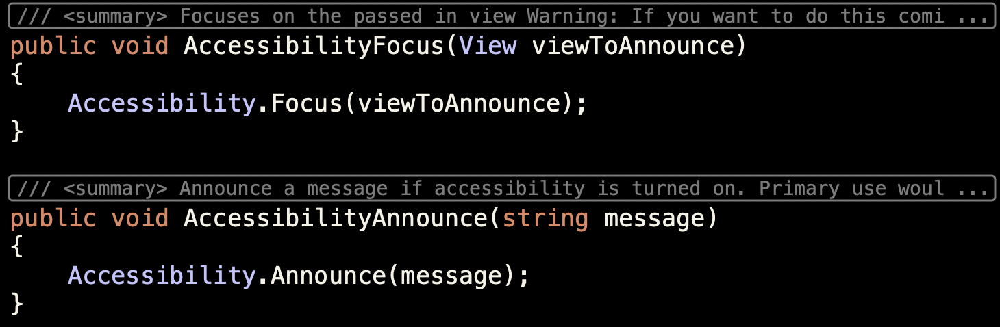 /// <summary> Focuses on the passed in view Warning: If you want to do this comi ...
public void AccessibilityFocus(View viewToAnnounce)
{
    Accessibility.Focus(viewToAnnounce);
}
/// <summary> Announce a message if accessibility is turned on. Primary use woul ...
public void AccessibilityAnnounce(string message)
{
    Accessibility.Announce(message);
}